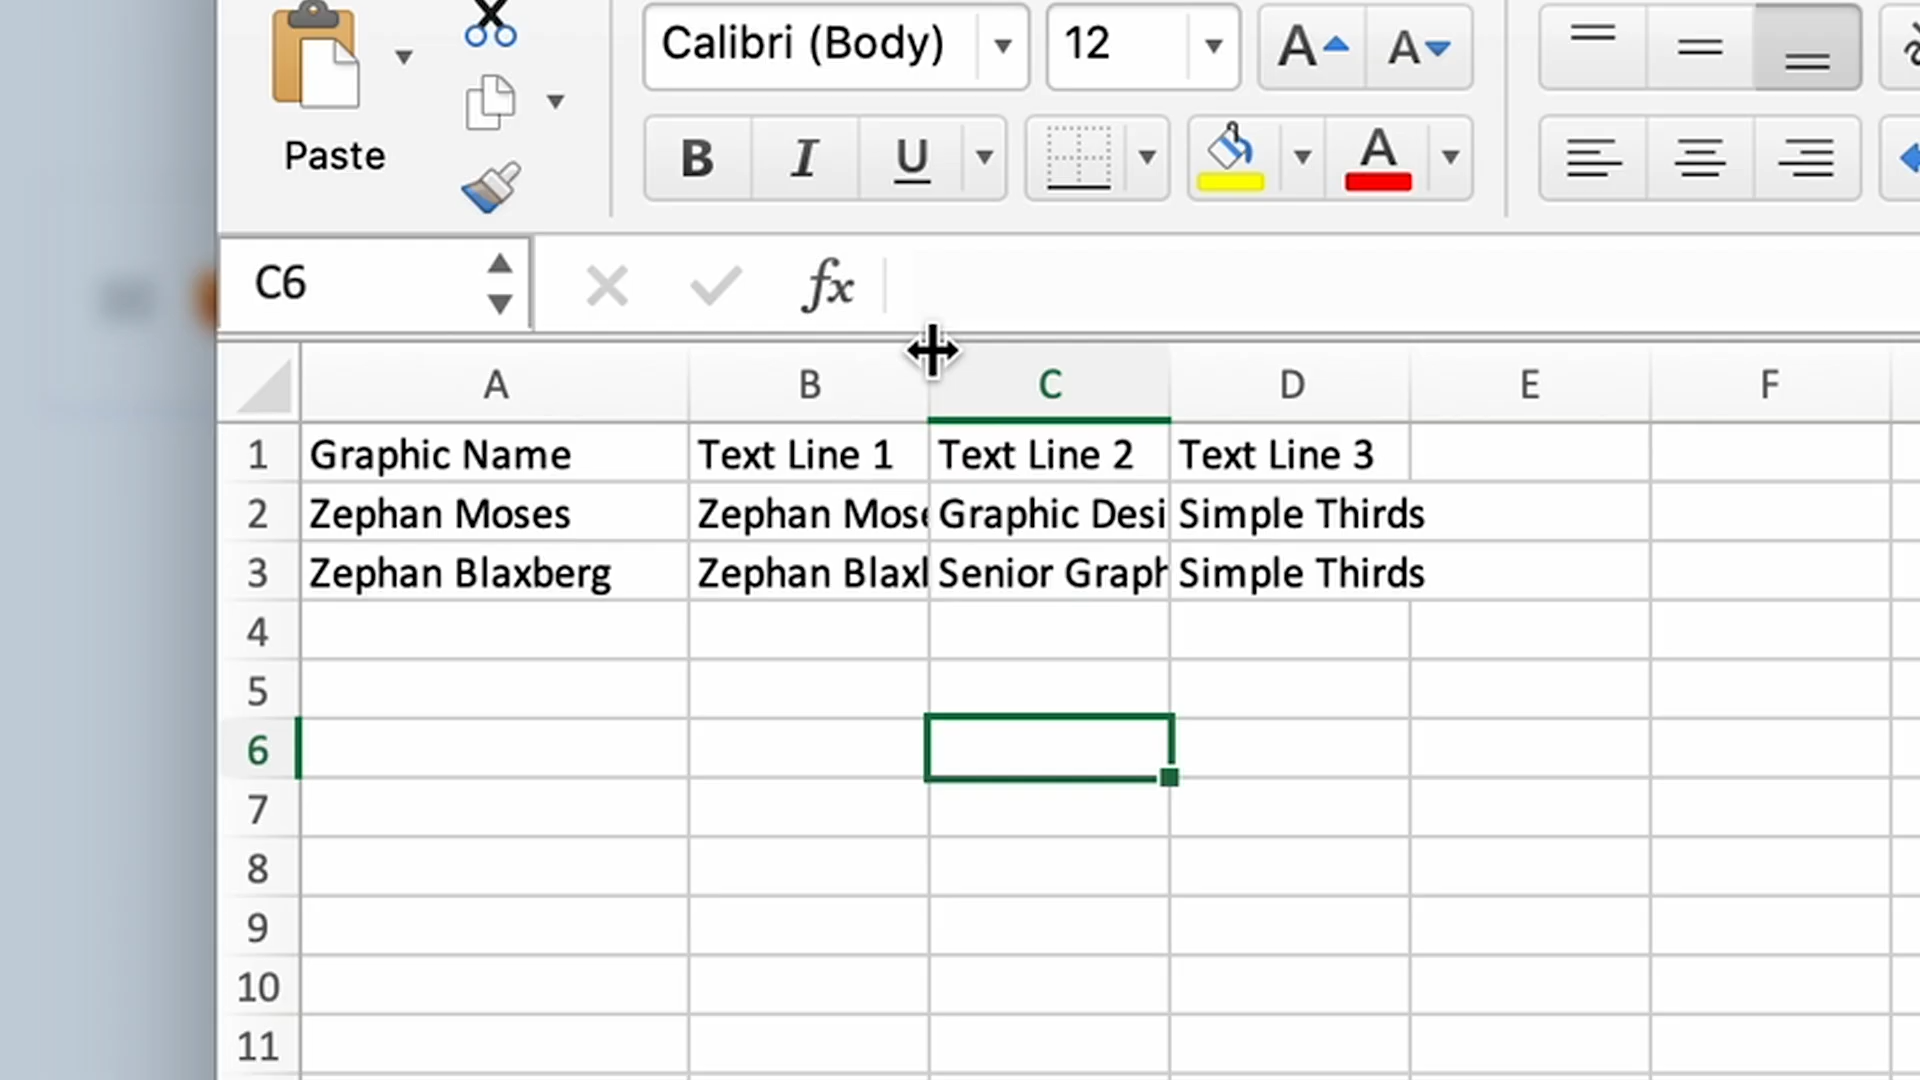 Calibri (Body) 12 A A
Paste B I U A
C6 fx
A B C D E F
1 Graphic Name Text Line 1 Text Line 2 Text Line 3
2 Zephan Moses Zephan Mose Graphic Desi Simple Thirds
3 Zephan Blaxberg Zephan Blaxl Senior Graph Simple Thirds
4
5
6
7
8
9
10
11